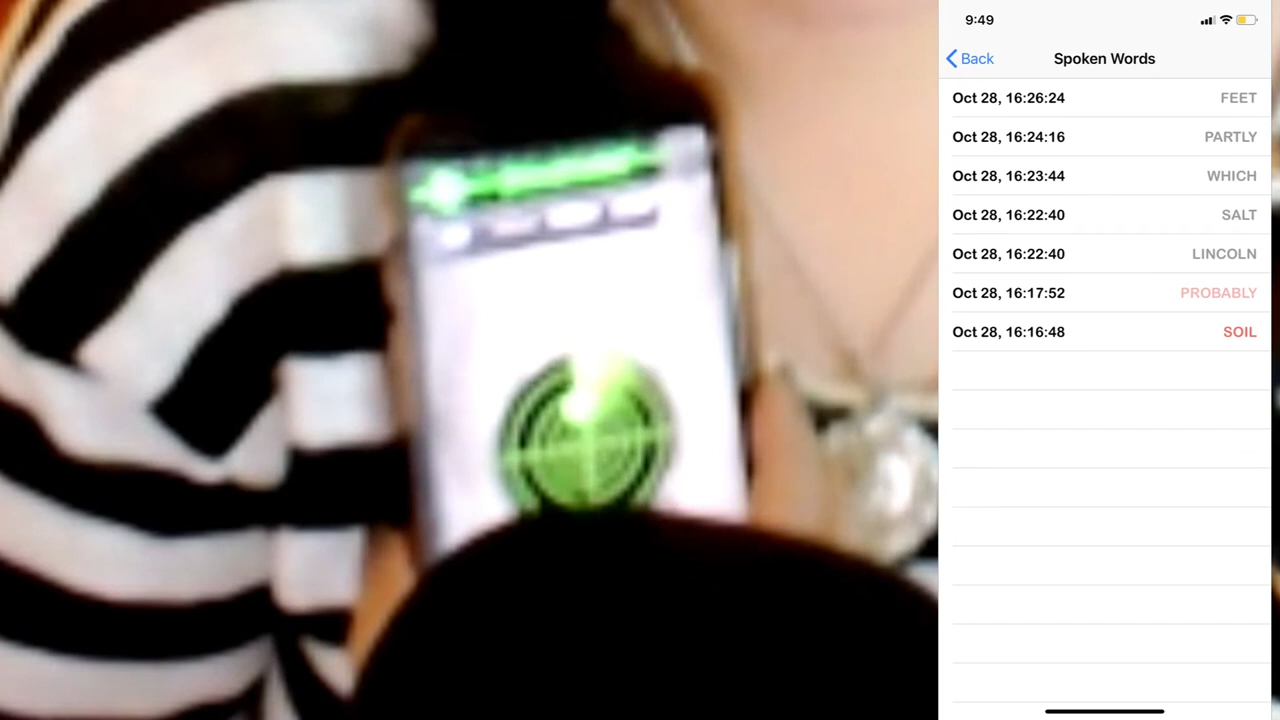 9:49
Back Spoken Words
Oct 28, 16:26:24 FEET
Oct 28, 16:24:16 PARTLY
Oct 28, 16:23:44 WHICH
Oct 28, 16:22:40 SALT
Oct 28, 16:22:40 LINCOLN
Oct 28, 16:17:52 PROBABLY
Oct 28, 16:16:48 SOIL